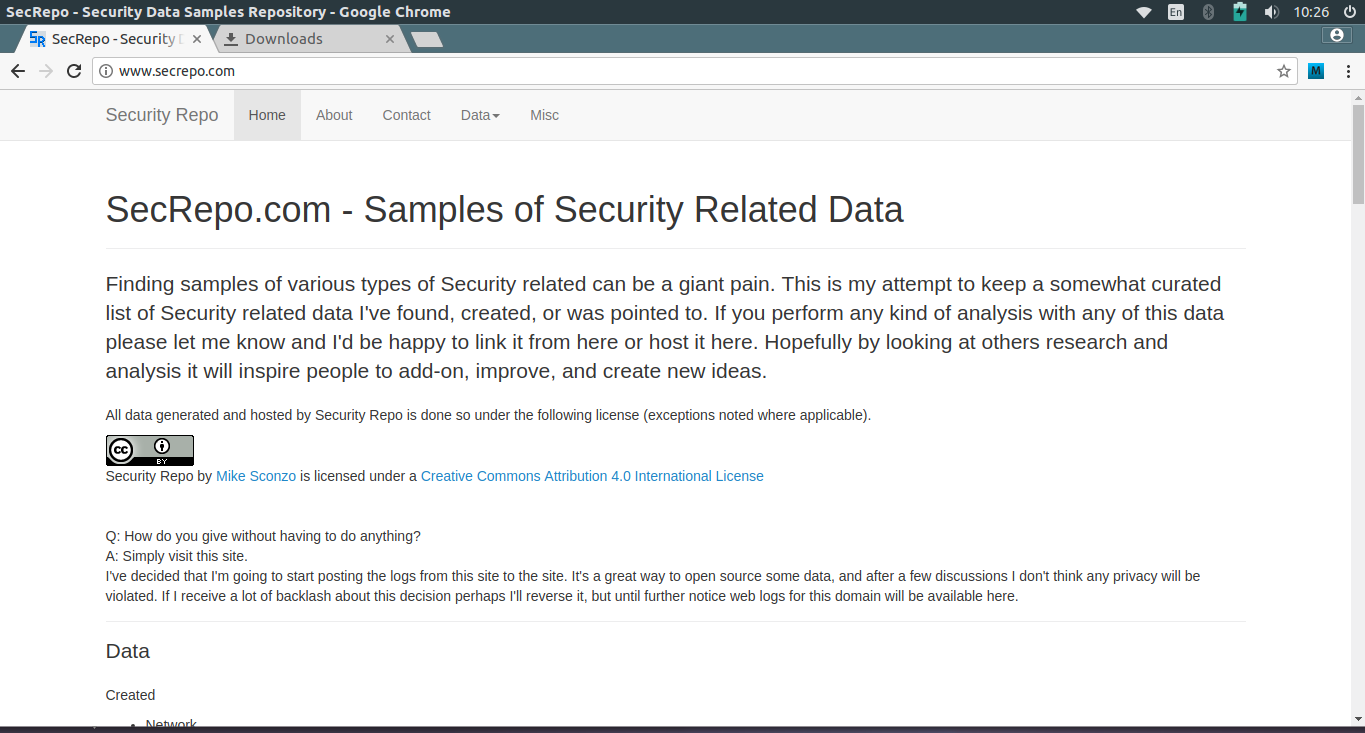 SecRepo - Security Data Samples Repository - Google Chrome
En
10:26
SR
SecRepo - Security D
Downloads
www.secrepo.com
M
Security Repo
Home
About
Contact
Data
Misc
SecRepo.com - Samples of Security Related Data
Finding samples of various types of Security related can be a giant pain. This is my attempt to keep a somewhat curated
list of Security related data I've found, created, or was pointed to. If you perform any kind of analysis with any of this data
please let me know and I'd be happy to link it from here or host it here. Hopefully by looking at others research and
analysis it will inspire people to add-on, improve, and create new ideas.
All data generated and hosted by Security Repo is done so under the following license (exceptions noted where applicable).
cc
BY
Security Repo by Mike Sconzo is licensed under a Creative Commons Attribution 4.0 International License
Q: How do you give without having to do anything?
A: Simply visit this site.
I've decided that I'm going to start posting the logs from this site to the site. It's a great way to open source some data, and after a few discussions I don't think any privacy will be
violated. If I receive a lot of backlash about this decision perhaps I'll reverse it, but until further notice web logs for this domain will be available here.
Data
Created
Network